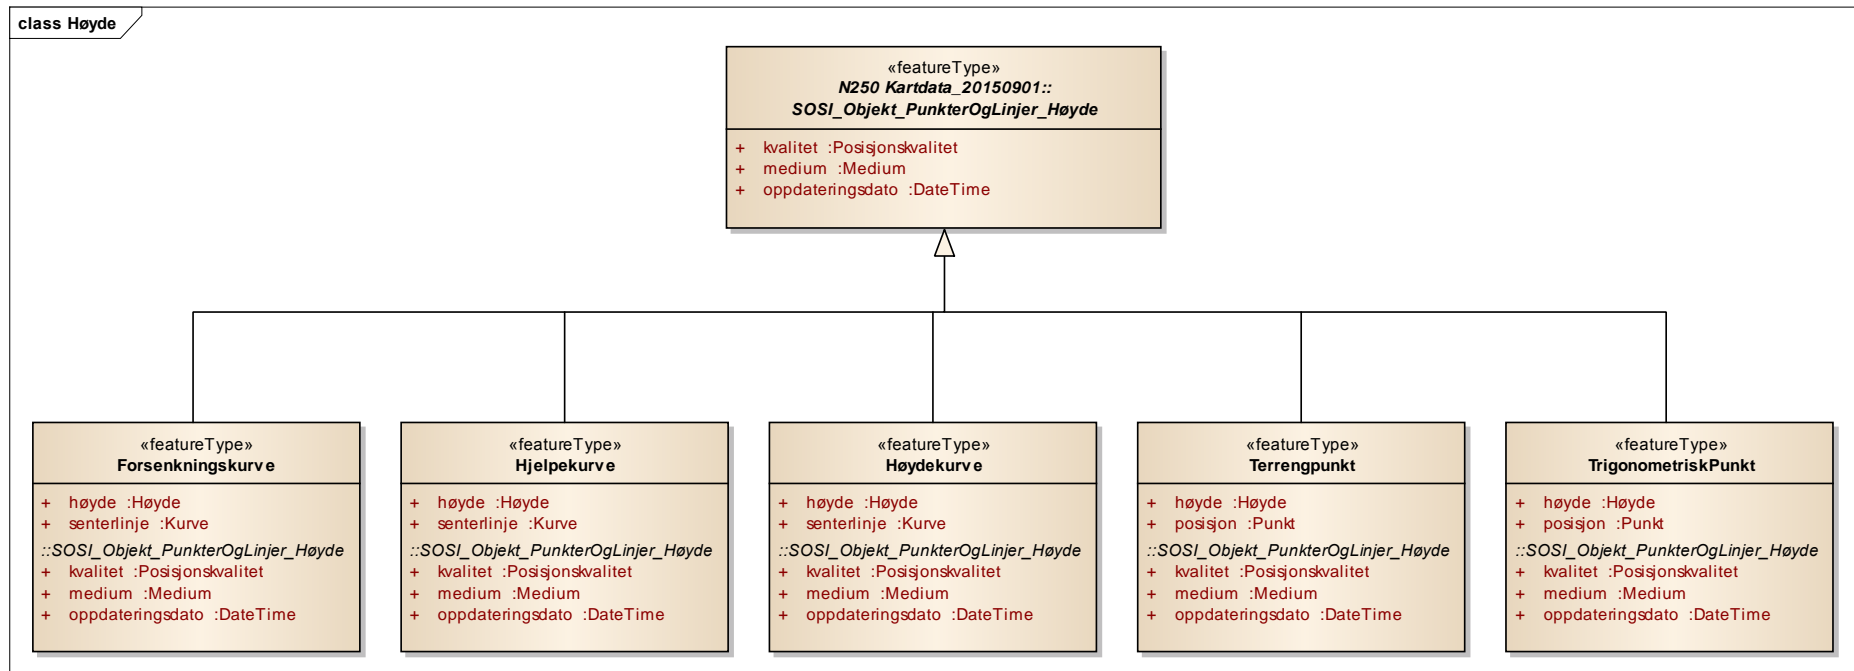 class Høyde
«featureType»
N250 Kartdata_20150901::
SOSI_Objekt_PunkterOgLinjer_Høyde
+ kvalitet :Posisjonskvalitet
+ medium :Medium
+ oppdateringsdato :DateTime
«featureType»
Forsenkningskurve
+ høyde :Høyde
+ senterlinje :Kurve
::SOSI_Objekt_PunkterOgLinjer_Høyde
+ kvalitet :Posisjonskvalitet
+ medium :Medium
+ oppdateringsdato :DateTime
«featureType»
Hjelpekurve
+ høyde :Høyde
+ senterlinje :Kurve
::SOSI_Objekt_PunkterOgLinjer_Høyde
+ kvalitet :Posisjonskvalitet
+ medium :Medium
+ oppdateringsdato :DateTime
«featureType»
Høydekurve
+ høyde :Høyde
+ senterlinje :Kurve
::SOSI_Objekt_PunkterOgLinjer_Høyde
+ kvalitet :Posisjonskvalitet
+ medium :Medium
+ oppdateringsdato :DateTime
«featureType»
Terrengpunkt
+ høyde :Høyde
+ posisjon :Punkt
::SOSI_Objekt_PunkterOgLinjer_Høyde
+ kvalitet :Posisjonskvalitet
+ medium :Medium
+ oppdateringsdato :DateTime
«featureType»
TrigonometriskPunkt
+ høyde :Høyde
+ posisjon :Punkt
::SOSI_Objekt_PunkterOgLinjer_Høyde
+ kvalitet :Posisjonskvalitet
+ medium :Medium
+ oppdateringsdato :DateTime